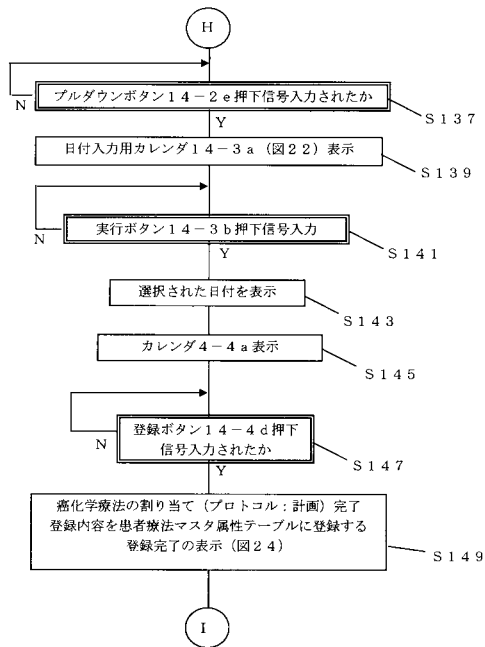 H
プルダウンボタン14-2e押下信号入力されたか
N
Y
S137
日付入力用カレンダ14-3a(図22)表示
S139
実行ボタン14-3b押下信号入力
N
Y
S141
選択された日付を表示
S143
カレンダ4-4a表示
S145
登録ボタン14-4d押下
信号入力されたか
N
Y
S147
癌化学療法の割り当て(プロトコル:計画)完了
登録内容を患者療法マスタ属性テーブルに登録する
登録完了の表示(図24)
S149
I